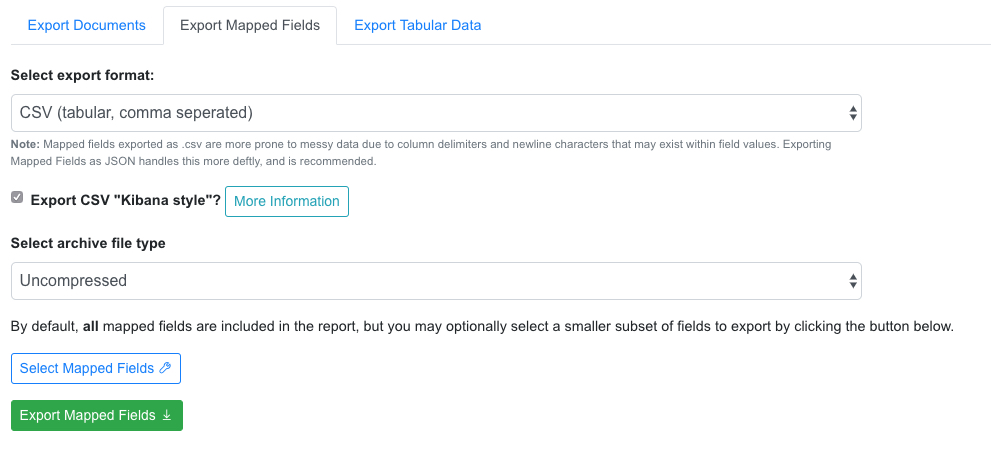 Export Documents Export Mapped Fields Export Tabular Data
Select export format:
CSV (tabular, comma seperated)
Note: Mapped fields exported as .csv are more prone to messy data due to column delimiters and newline characters that may exist within field values. Exporting
Mapped Fields as JSON handles this more deftly, and is recommended.
Export CSV "Kibana style"? More Information
Select archive file type
Uncompressed
By default, all mapped fields are included in the report, but you may optionally select a smaller subset of fields to export by clicking the button below.
Select Mapped Fields
Export Mapped Fields